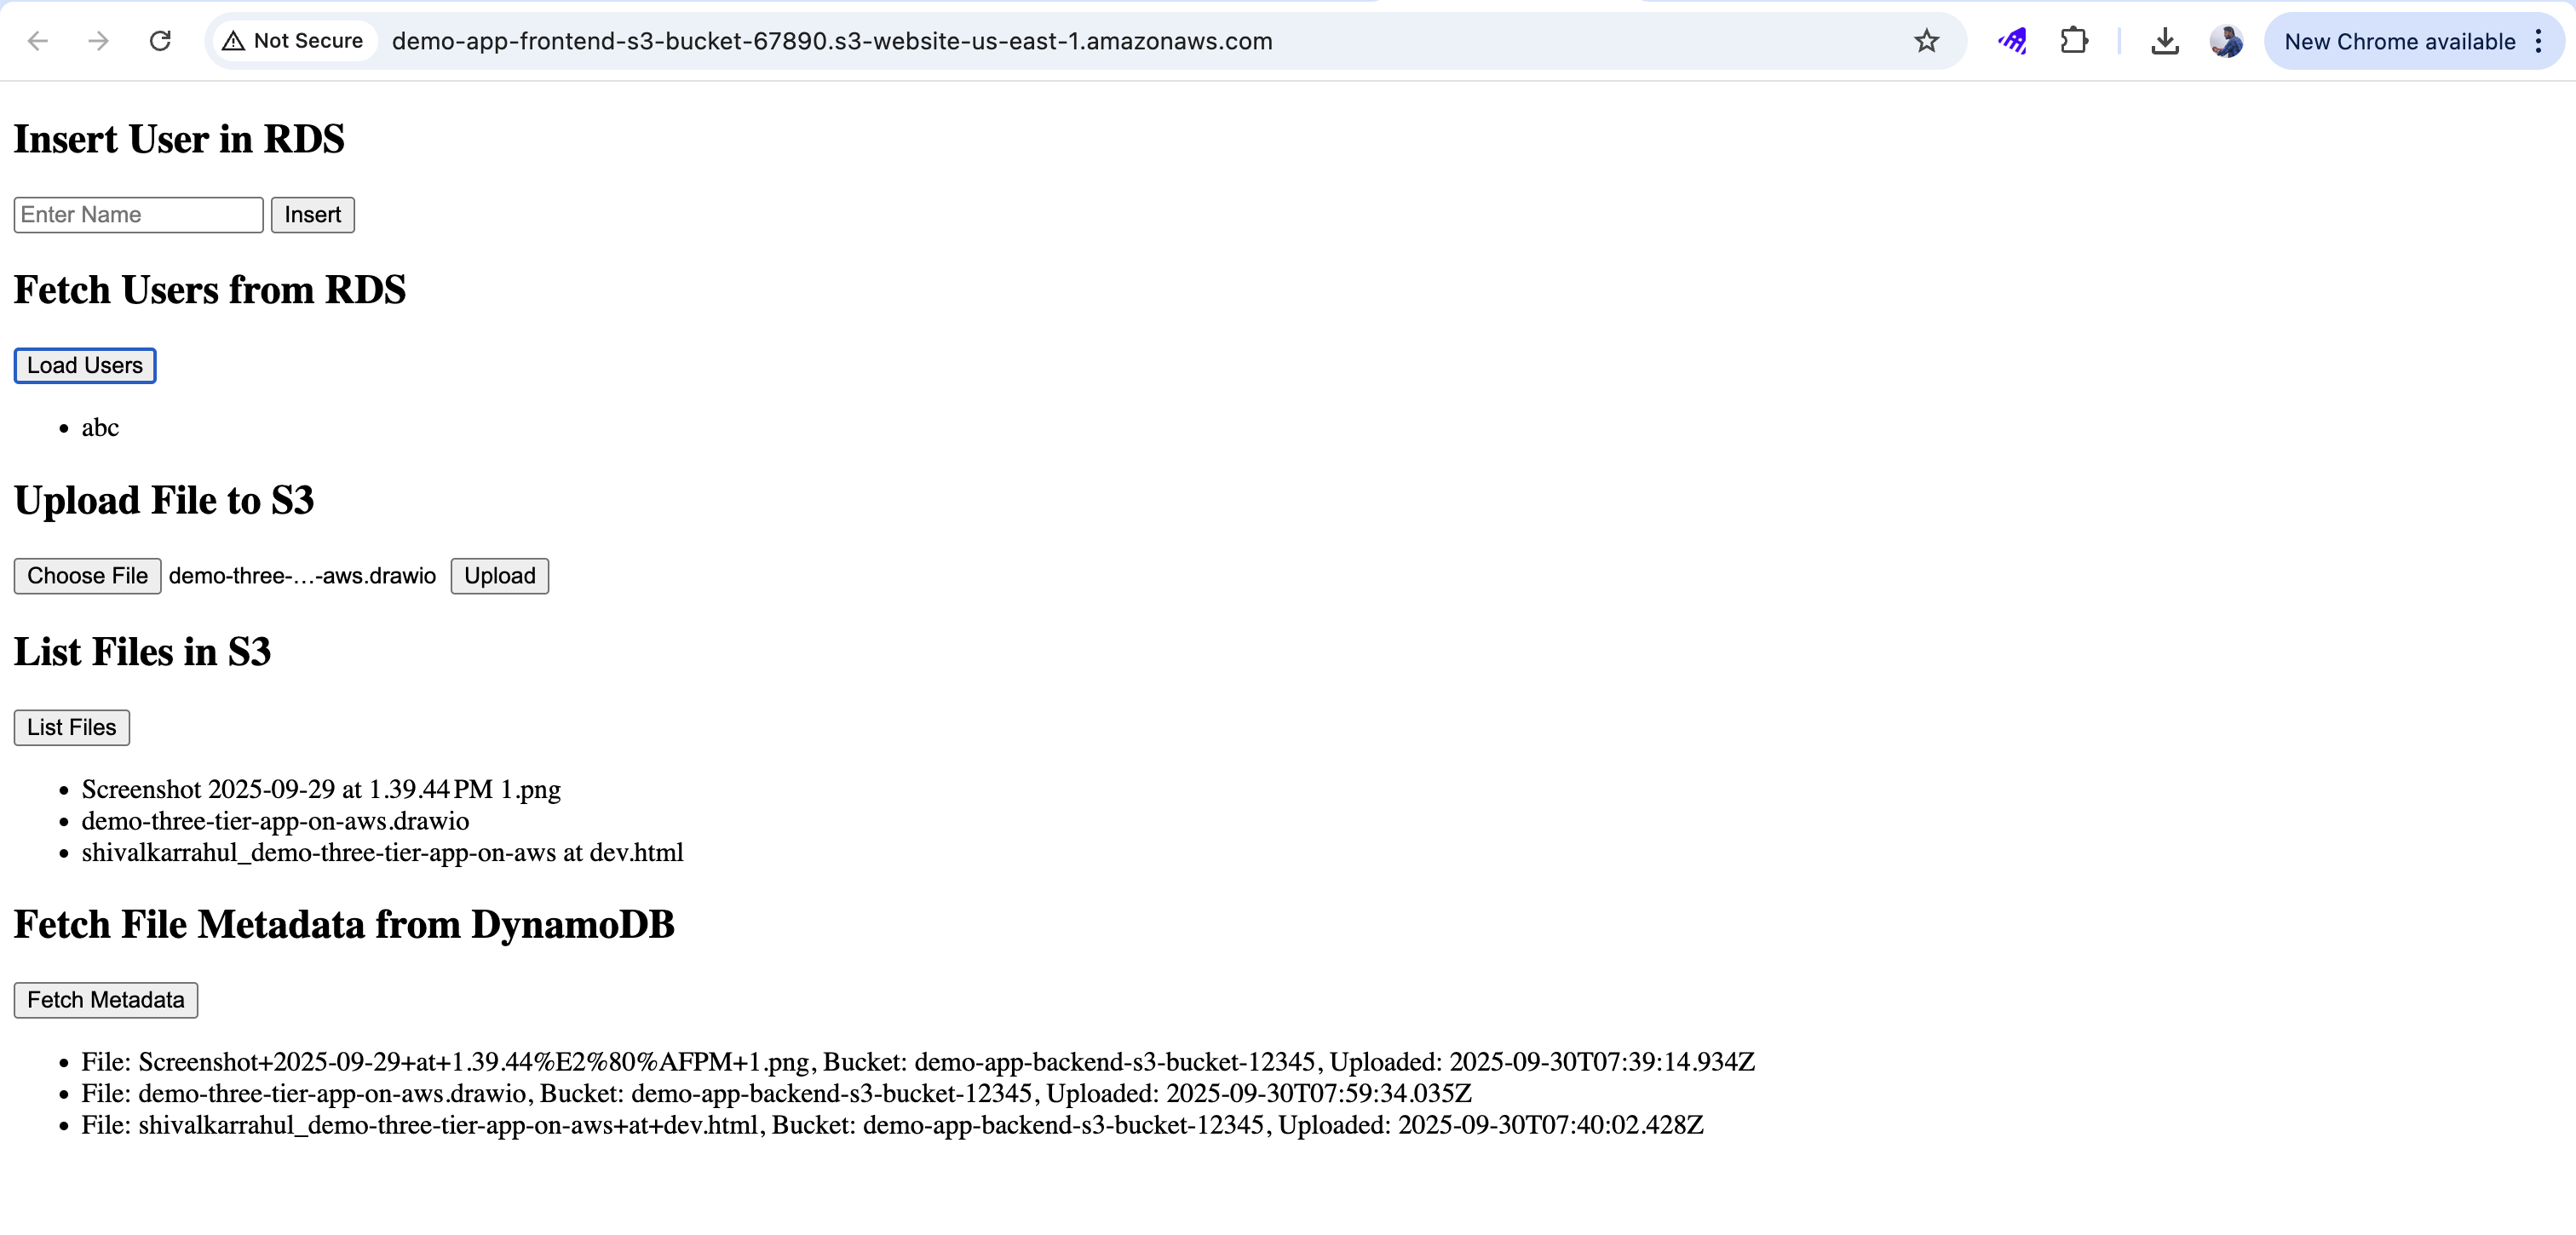 Not Secure demo-app-frontend-s3-bucket-67890.s3-website-us-east-1.amazonaws.com New Chrome available
Insert User in RDS
Enter Name Insert
Fetch Users from RDS
Load Users
• abc
Upload File to S3
Choose File demo-three-...-aws.drawio Upload
List Files in S3
List Files
• Screenshot 2025-09-29 at 1.39.44 PM 1.png
• demo-three-tier-app-on-aws.drawio
• shivalkarrahul_demo-three-tier-app-on-aws at dev.html
Fetch File Metadata from DynamoDB
Fetch Metadata
• File: Screenshot+2025-09-29+at+1.39.44%E2%80%AFPM+1.png, Bucket: demo-app-backend-s3-bucket-12345, Uploaded: 2025-09-30T07:39:14.934Z
• File: demo-three-tier-app-on-aws.drawio, Bucket: demo-app-backend-s3-bucket-12345, Uploaded: 2025-09-30T07:59:34.035Z
• File: shivalkarrahul_demo-three-tier-app-on-aws+at+dev.html, Bucket: demo-app-backend-s3-bucket-12345, Uploaded: 2025-09-30T07:40:02.428Z